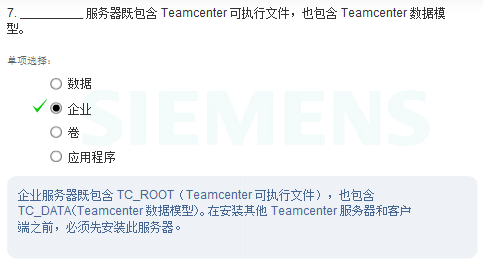 7. __________ 服务器既包含 Teamcenter 可执行文件，也包含 Teamcenter 数据模
型。
单项选择：
数据
企业
卷
应用程序
SIEMENS
企业服务器既包含 TC_ROOT（Teamcenter 可执行文件），也包含
TC_DATA(Teamcenter 数据模型)。在安装其他 Teamcenter 服务器和客户
端之前，必须先安装此服务器。